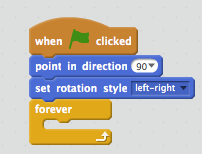 when clicked
point in direction 90
set rotation style left-right
forever